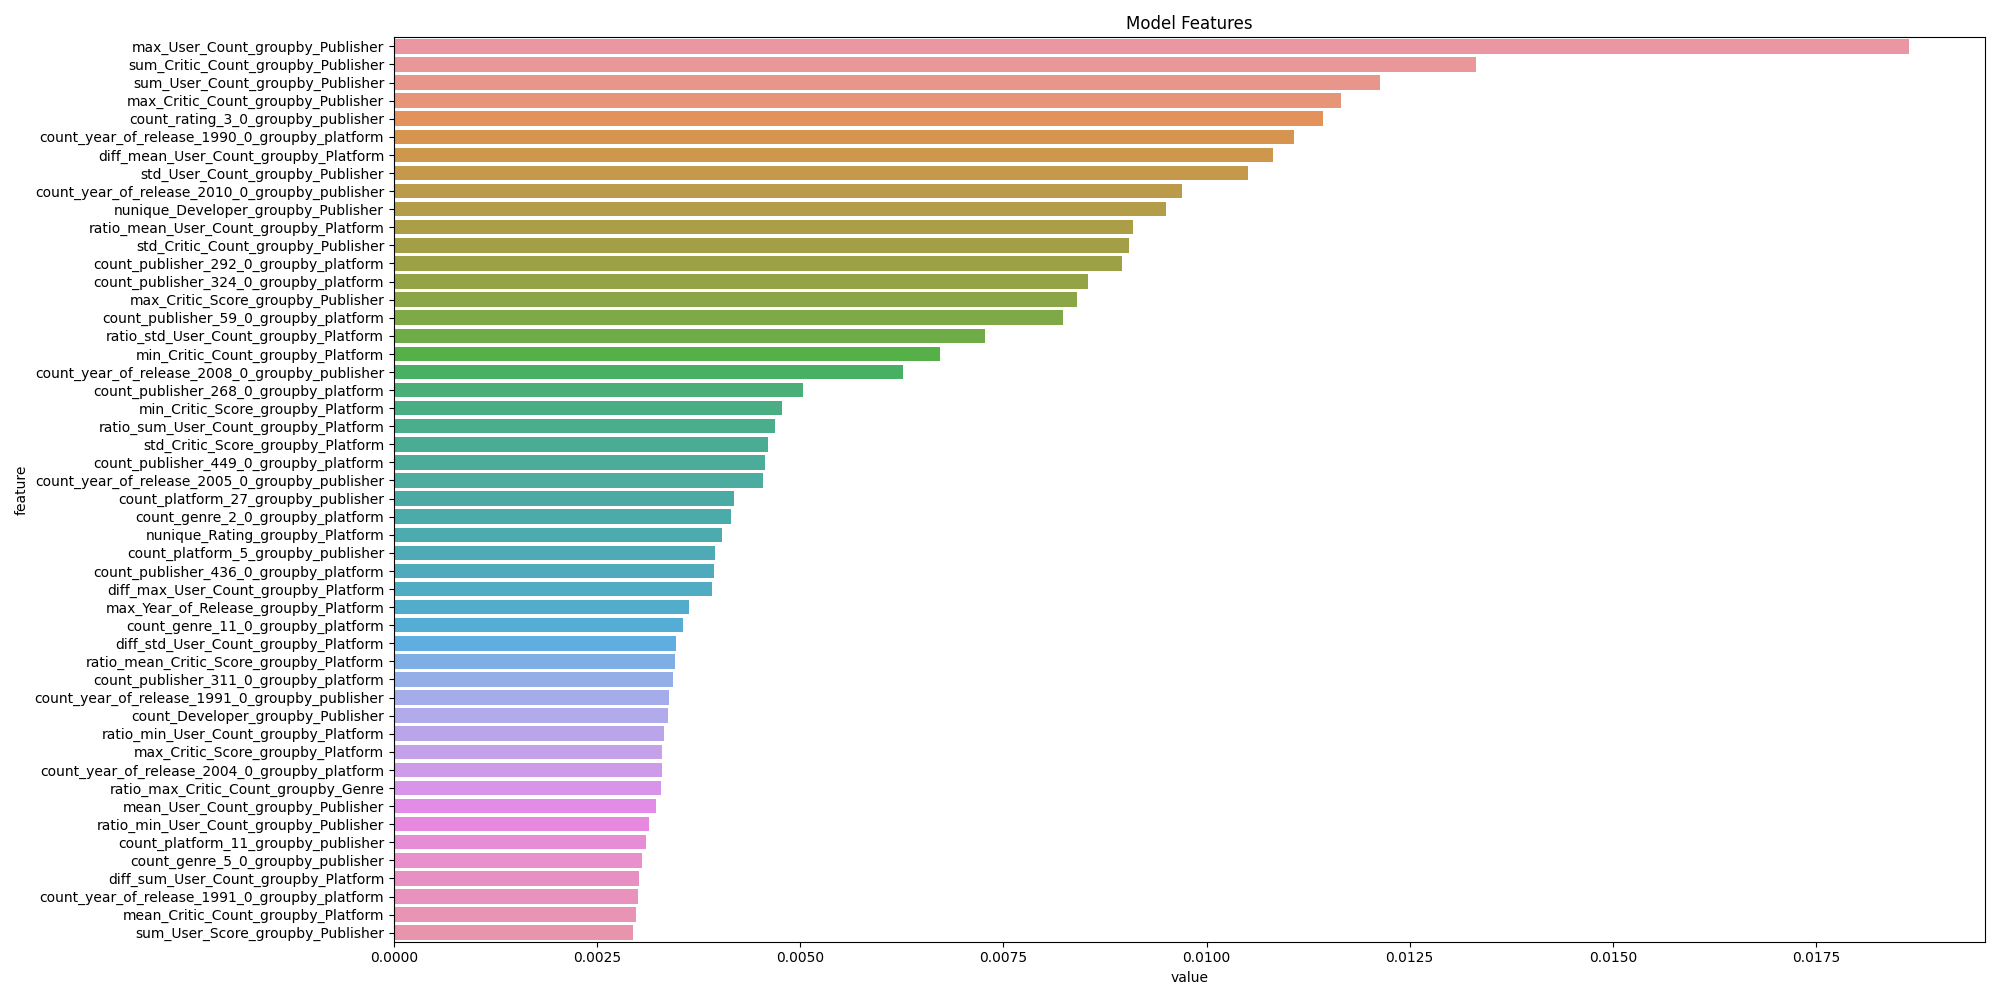 Model Features
max_User_Count_groupby_Publisher
sum_Critic_Count_groupby_Publisher
sum_User_Count_groupby_Publisher
max_Critic_Count_groupby_Publisher
count_rating_3_0_groupby_publisher
count_year_of_release_1990_0_groupby_platform
diff_mean_User_Count_groupby_Platform
std_User_Count_groupby_Publisher
count_year_of_release_2010_0_groupby_publisher
nunique_Developer_groupby_Publisher
ratio_mean_User_Count_groupby_Platform
std_Critic_Count_groupby_Publisher
count_publisher_292_0_groupby_platform
count_publisher_324_0_groupby_platform
max_Critic_Score_groupby_Publisher
count_publisher_59_0_groupby_platform
ratio_std_User_Count_groupby_Platform
min_Critic_Count_groupby_Platform
count_year_of_release_2008_0_groupby_publisher
count_publisher_268_0_groupby_platform
min_Critic_Score_groupby_Platform
ratio_sum_User_Count_groupby_Platform
std_Critic_Score_groupby_Platform
count_publisher_449_0_groupby_platform
count_year_of_release_2005_0_groupby_publisher
count_platform_27_groupby_publisher
count_genre_2_0_groupby_platform
nunique_Rating_groupby_Platform
count_platform_5_groupby_publisher
count_publisher_436_0_groupby_platform
diff_max_User_Count_groupby_Platform
max_Year_of_Release_groupby_Platform
count_genre_11_0_groupby_platform
diff_std_User_Count_groupby_Platform
ratio_mean_Critic_Score_groupby_Platform
count_publisher_311_0_groupby_platform
count_year_of_release_1991_0_groupby_publisher
count_Developer_groupby_Publisher
ratio_min_User_Count_groupby_Platform
max_Critic_Score_groupby_Platform
count_year_of_release_2004_0_groupby_platform
ratio_max_Critic_Count_groupby_Genre
mean_User_Count_groupby_Publisher
ratio_min_User_Count_groupby_Publisher
count_platform_11_groupby_publisher
count_genre_5_0_groupby_publisher
diff_sum_User_Count_groupby_Platform
count_year_of_release_1991_0_groupby_platform
mean_Critic_Count_groupby_Platform
sum_User_Score_groupby_Publisher
feature
0.0000 0.0025 0.0050 0.0075 0.0100 0.0125 0.0150 0.0175
value